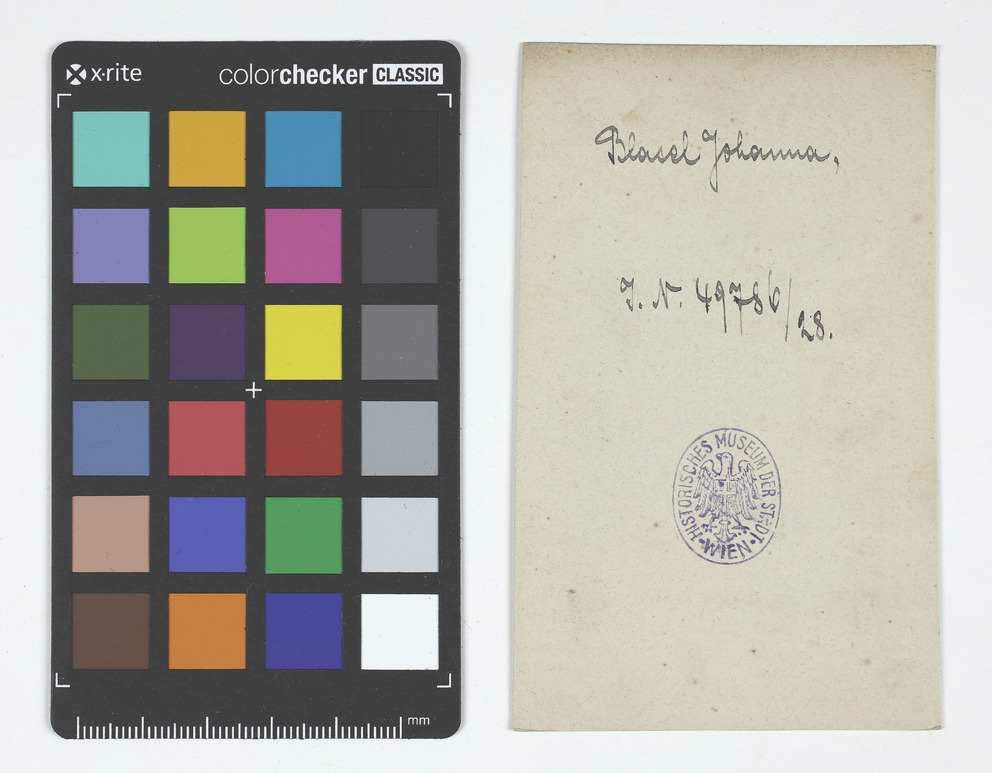 x·rite
colorchecker CLASSIC
mm
Blasel Johanna,
I. N. 49786/28.
HISTORISCHES MUSEUM DER STADT
·WIEN·